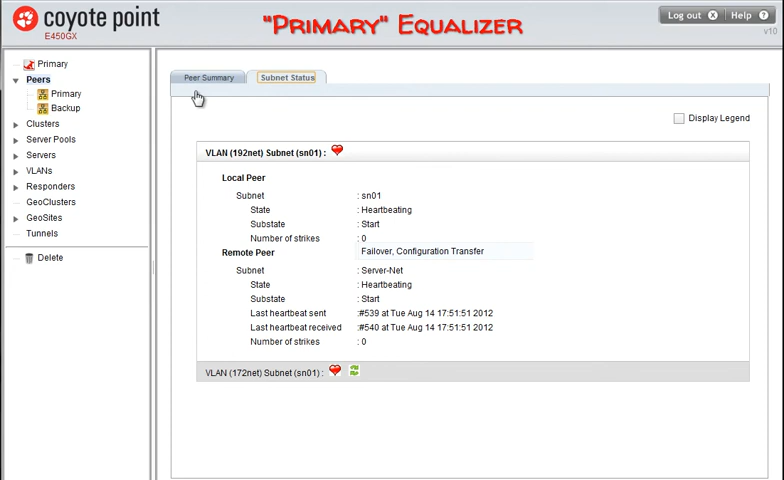 coyote point
E450GX
"PRIMARY" EQUALIZER
Log out
Help
v10
Primary
Peers
Primary
Backup
Clusters
Server Pools
Servers
VLANs
Responders
GeoClusters
GeoSites
Tunnels
Delete
Peer Summary
Subnet Status
Display Legend
VLAN (192net) Subnet (sn01) :
Local Peer
Subnet : sn01
State : Heartbeating
Substate : Start
Number of strikes : 0
Failover, Configuration Transfer
Remote Peer
Subnet : Server-Net
State : Heartbeating
Substate : Start
Last heartbeat sent :#539 at Tue Aug 14 17:51:51 2012
Last heartbeat received :#540 at Tue Aug 14 17:51:51 2012
Number of strikes : 0
VLAN (172net) Subnet (sn01) :